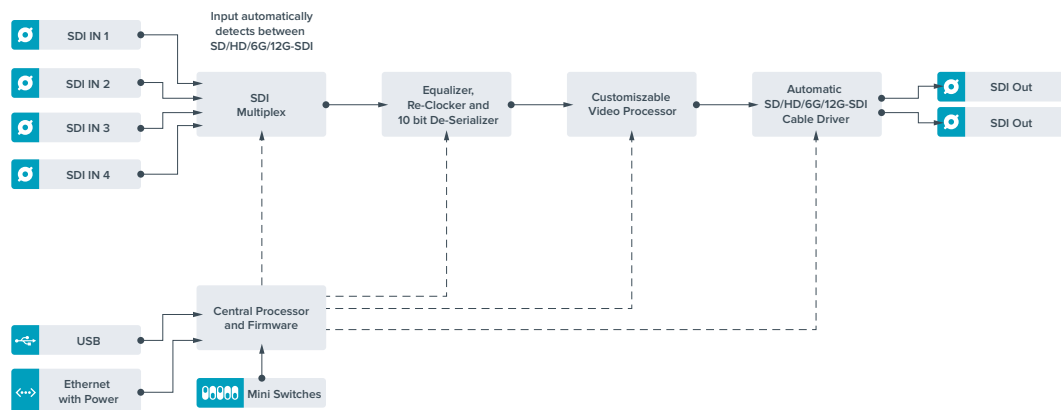 Input automatically
detects between
SD/HD/6G/12G-SDI
SDI IN 1
SDI IN 2
SDI IN 3
SDI IN 4
SDI
Multiplex
Equalizer,
Re-Clocker and
10 bit De-Serializer
Customiszable
Video Processor
Automatic
SD/HD/6G/12G-SDI
Cable Driver
SDI Out
SDI Out
Central Processor
and Firmware
USB
Ethernet
with Power
Mini Switches